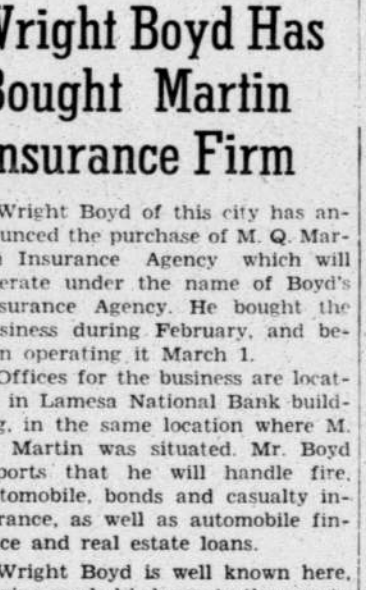 Wright Boyd Has
Bought Martin
nsurance Firm
Wright Boyd of this city has an-
unced the purchase of M. Q. Mar-
Insurance Agency which will
erate under the name of Boyd's
surance Agency. He bought the
siness during February, and be-
n operating it March 1.
Offices for the business are locat-
in Lamesa National Bank build-
g, in the same location where M.
Martin was situated. Mr. Boyd
ports that he will handle fire,
tomobile, bonds and casualty in-
rance, as well as automobile fin-
ce and real estate loans.
Wright Boyd is well known here,